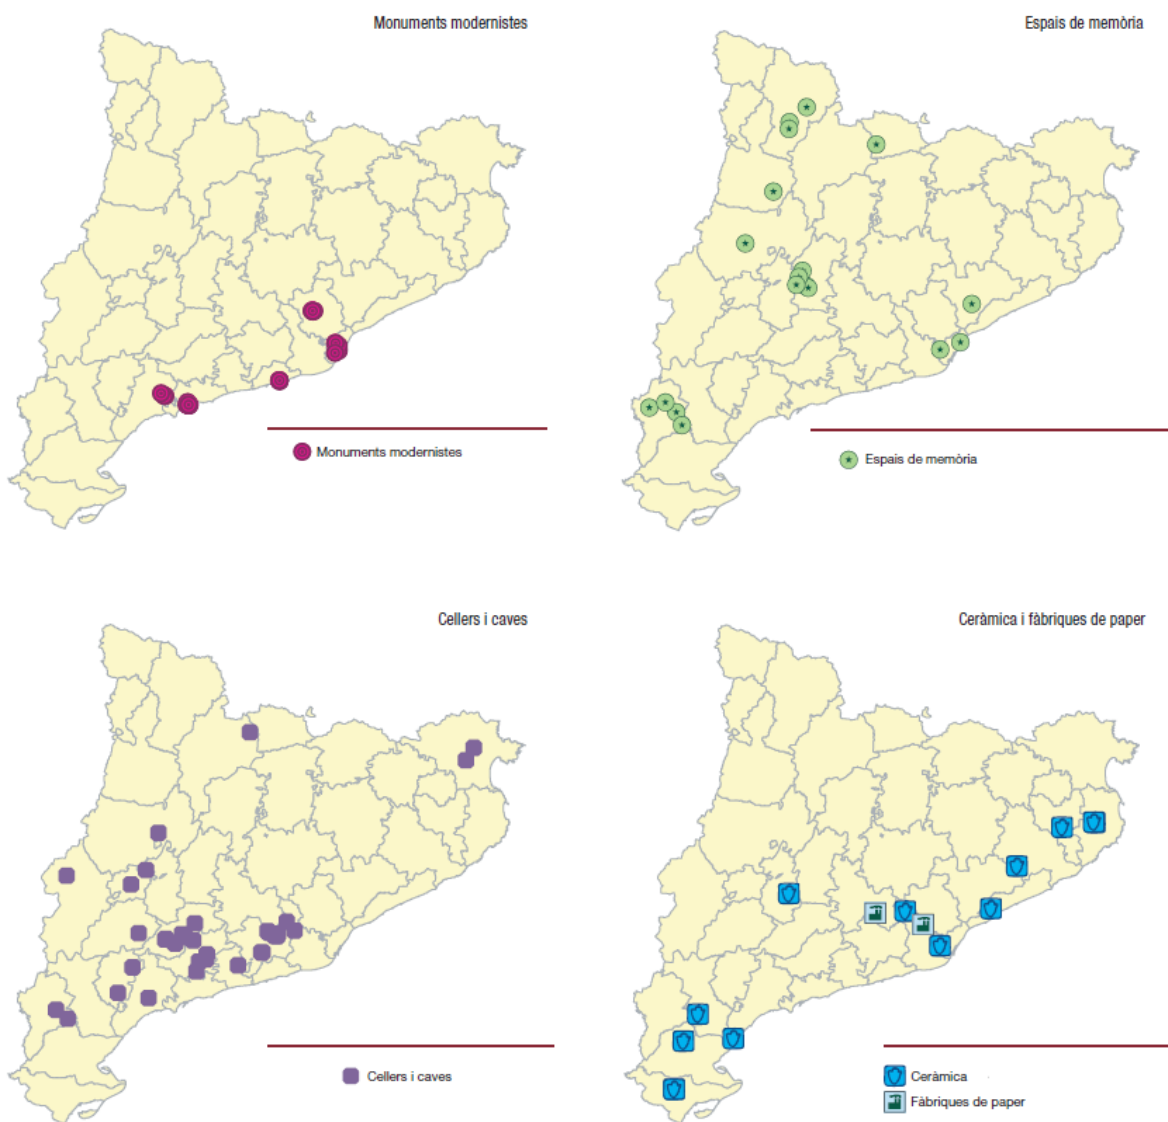 Monuments modernistes
Espais de memòria
Monuments modernistes
Espais de memòria
Cellers i caves
Ceràmica i fàbriques de paper
Cellers i caves
Ceràmica
Fàbriques de paper